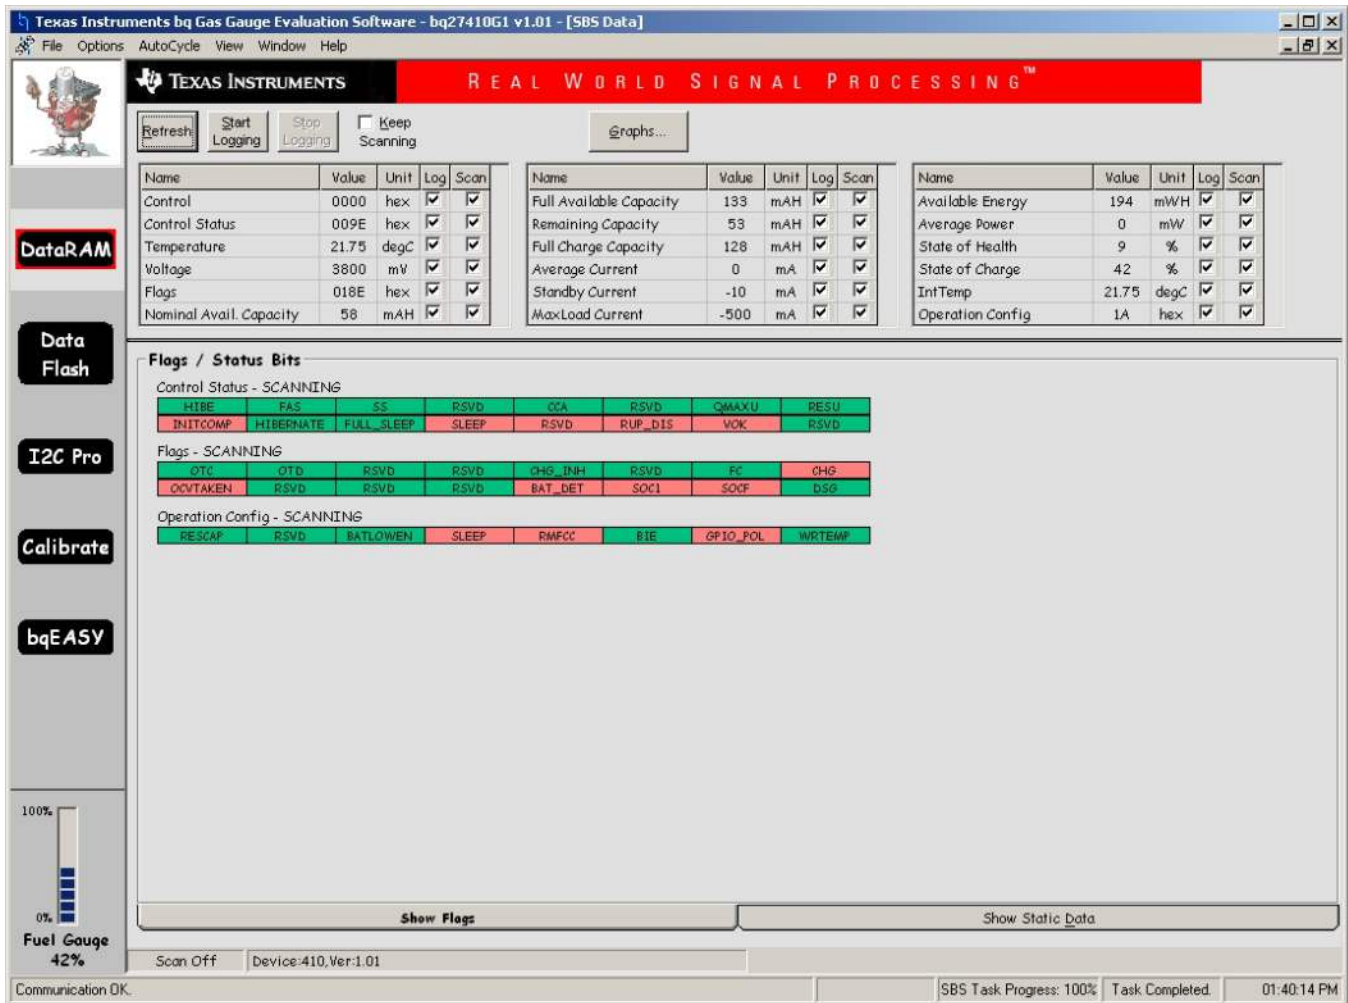 Texas Instruments bq Gas Gauge Evaluation Software - bq27410G1 v1.01 - [SBS Data]
File Options AutoCycle View Window Help
TEXAS INSTRUMENTS REAL WORLD SIGNAL PROCESSING™
Refresh Start Logging Stop Logging Keep Scanning Graphs...
Name Value Unit Log Scan Name Value Unit Log Scan Name Value Unit Log Scan
Control 0000 hex Full Available Capacity 133 mAH Available Energy 194 mWH
Control Status 009E hex Remaining Capacity 53 mAH Average Power 0 mW
Temperature 21.75 degC Full Charge Capacity 128 mAH State of Health 9 %
Voltage 3800 mV Average Current 0 mA State of Charge 42 %
Flags 018E hex Standby Current -10 mA IntTemp 21.75 degC
Nominal Avail. Capacity 58 mAH MaxLoad Current -500 mA Operation Config 1A hex
DataRAM
Data Flash
I2C Pro
Calibrate
bqEASY
Flags / Status Bits
Control Status - SCANNING
HIBE FAS SS RSVD CCA RSVD QMAXU RESU
INITCOMP HIBERNATE FULL_SLEEP SLEEP RSVD RUP_DIS VOK RSVD
Flags - SCANNING
OTC OTD RSVD RSVD CHG_INH RSVD FC CHG
OCVTAKEN RSVD RSVD RSVD BAT_DET SOC1 SOCF DSG
Operation Config - SCANNING
RESCAP RSVD BATLOWEN SLEEP RMFCC BIE GPIO_POL WRTEMP
100%
0%
Fuel Gauge
42%
Show Flags Show Static Data
Scan Off Device:410,Ver:1.01
Communication OK. SBS Task Progress: 100% Task Completed. 01:40:14 PM